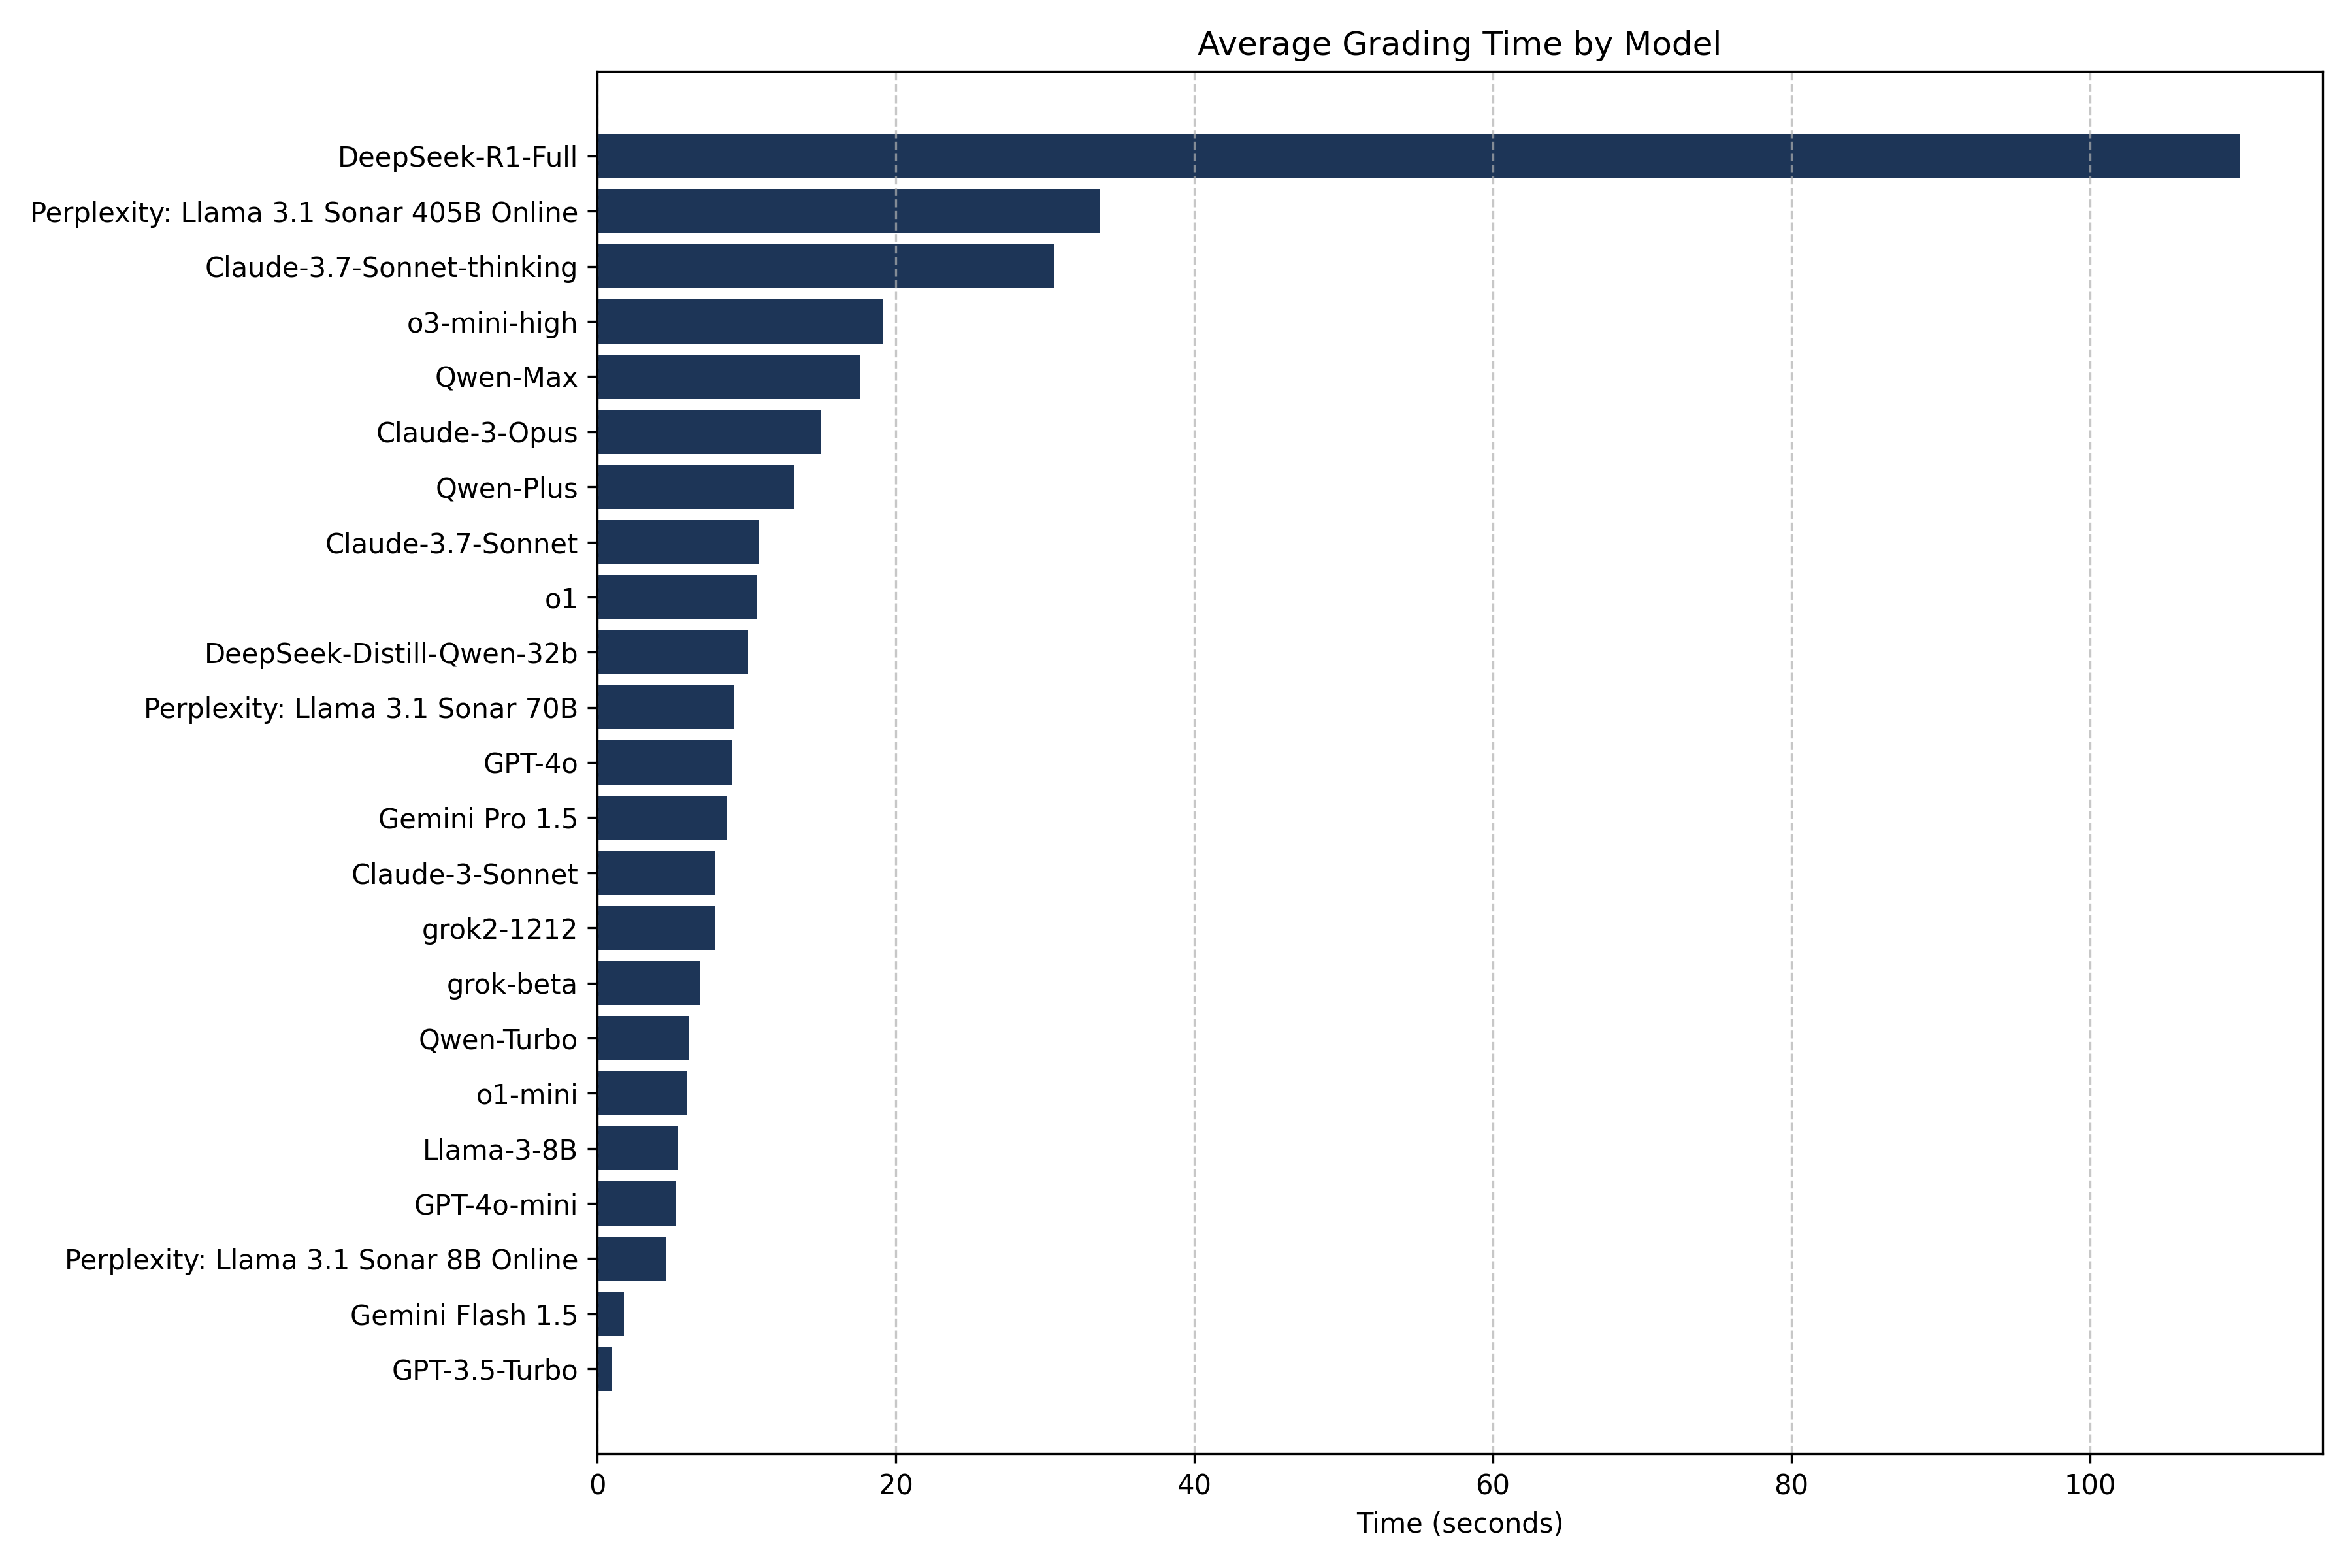 Average Grading Time by Model
DeepSeek-R1-Full
Perplexity: Llama 3.1 Sonar 405B Online
Claude-3.7-Sonnet-thinking
o3-mini-high
Qwen-Max
Claude-3-Opus
Qwen-Plus
Claude-3.7-Sonnet
o1
DeepSeek-Distill-Qwen-32b
Perplexity: Llama 3.1 Sonar 70B
GPT-4o
Gemini Pro 1.5
Claude-3-Sonnet
grok2-1212
grok-beta
Qwen-Turbo
o1-mini
Llama-3-8B
GPT-4o-mini
Perplexity: Llama 3.1 Sonar 8B Online
Gemini Flash 1.5
GPT-3.5-Turbo
0 20 40 60 80 100
Time (seconds)